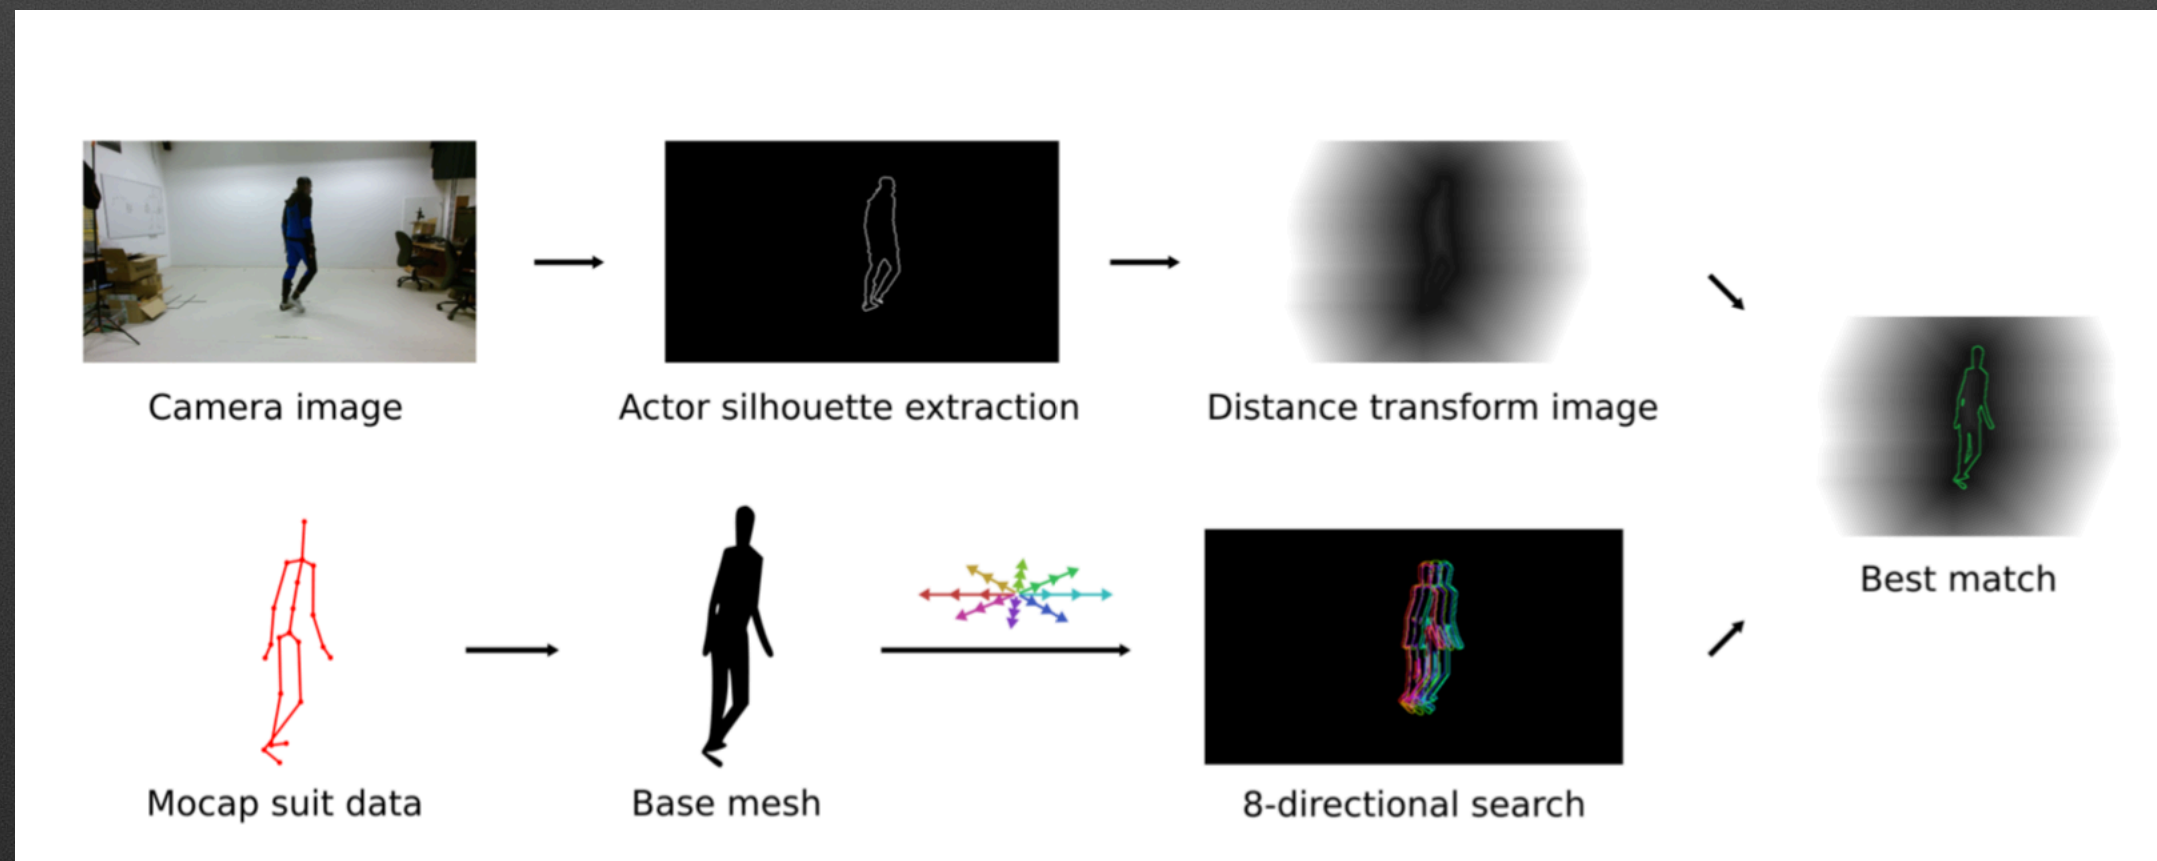 Camera image
Actor silhouette extraction
Distance transform image
Best match
Mocap suit data
Base mesh
8-directional search